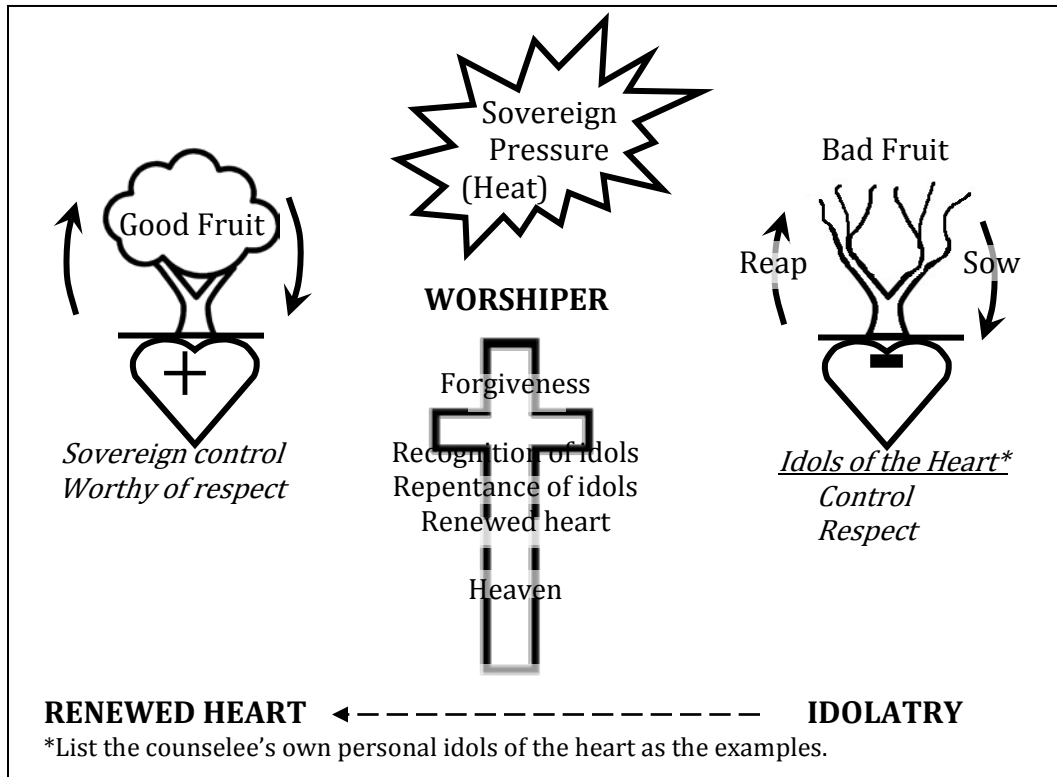 Sovereign
Pressure
(Heat)
Good Fruit
Bad Fruit
Reap
Sow
WORSHIPER
Forgiveness
Recognition of idols
Repentance of idols
Renewed heart
Heaven
Sovereign control
Worthy of respect
Idols of the Heart*
Control
Respect
RENEWED HEART
IDOLATRY
*List the counselee's own personal idols of the heart as the examples.